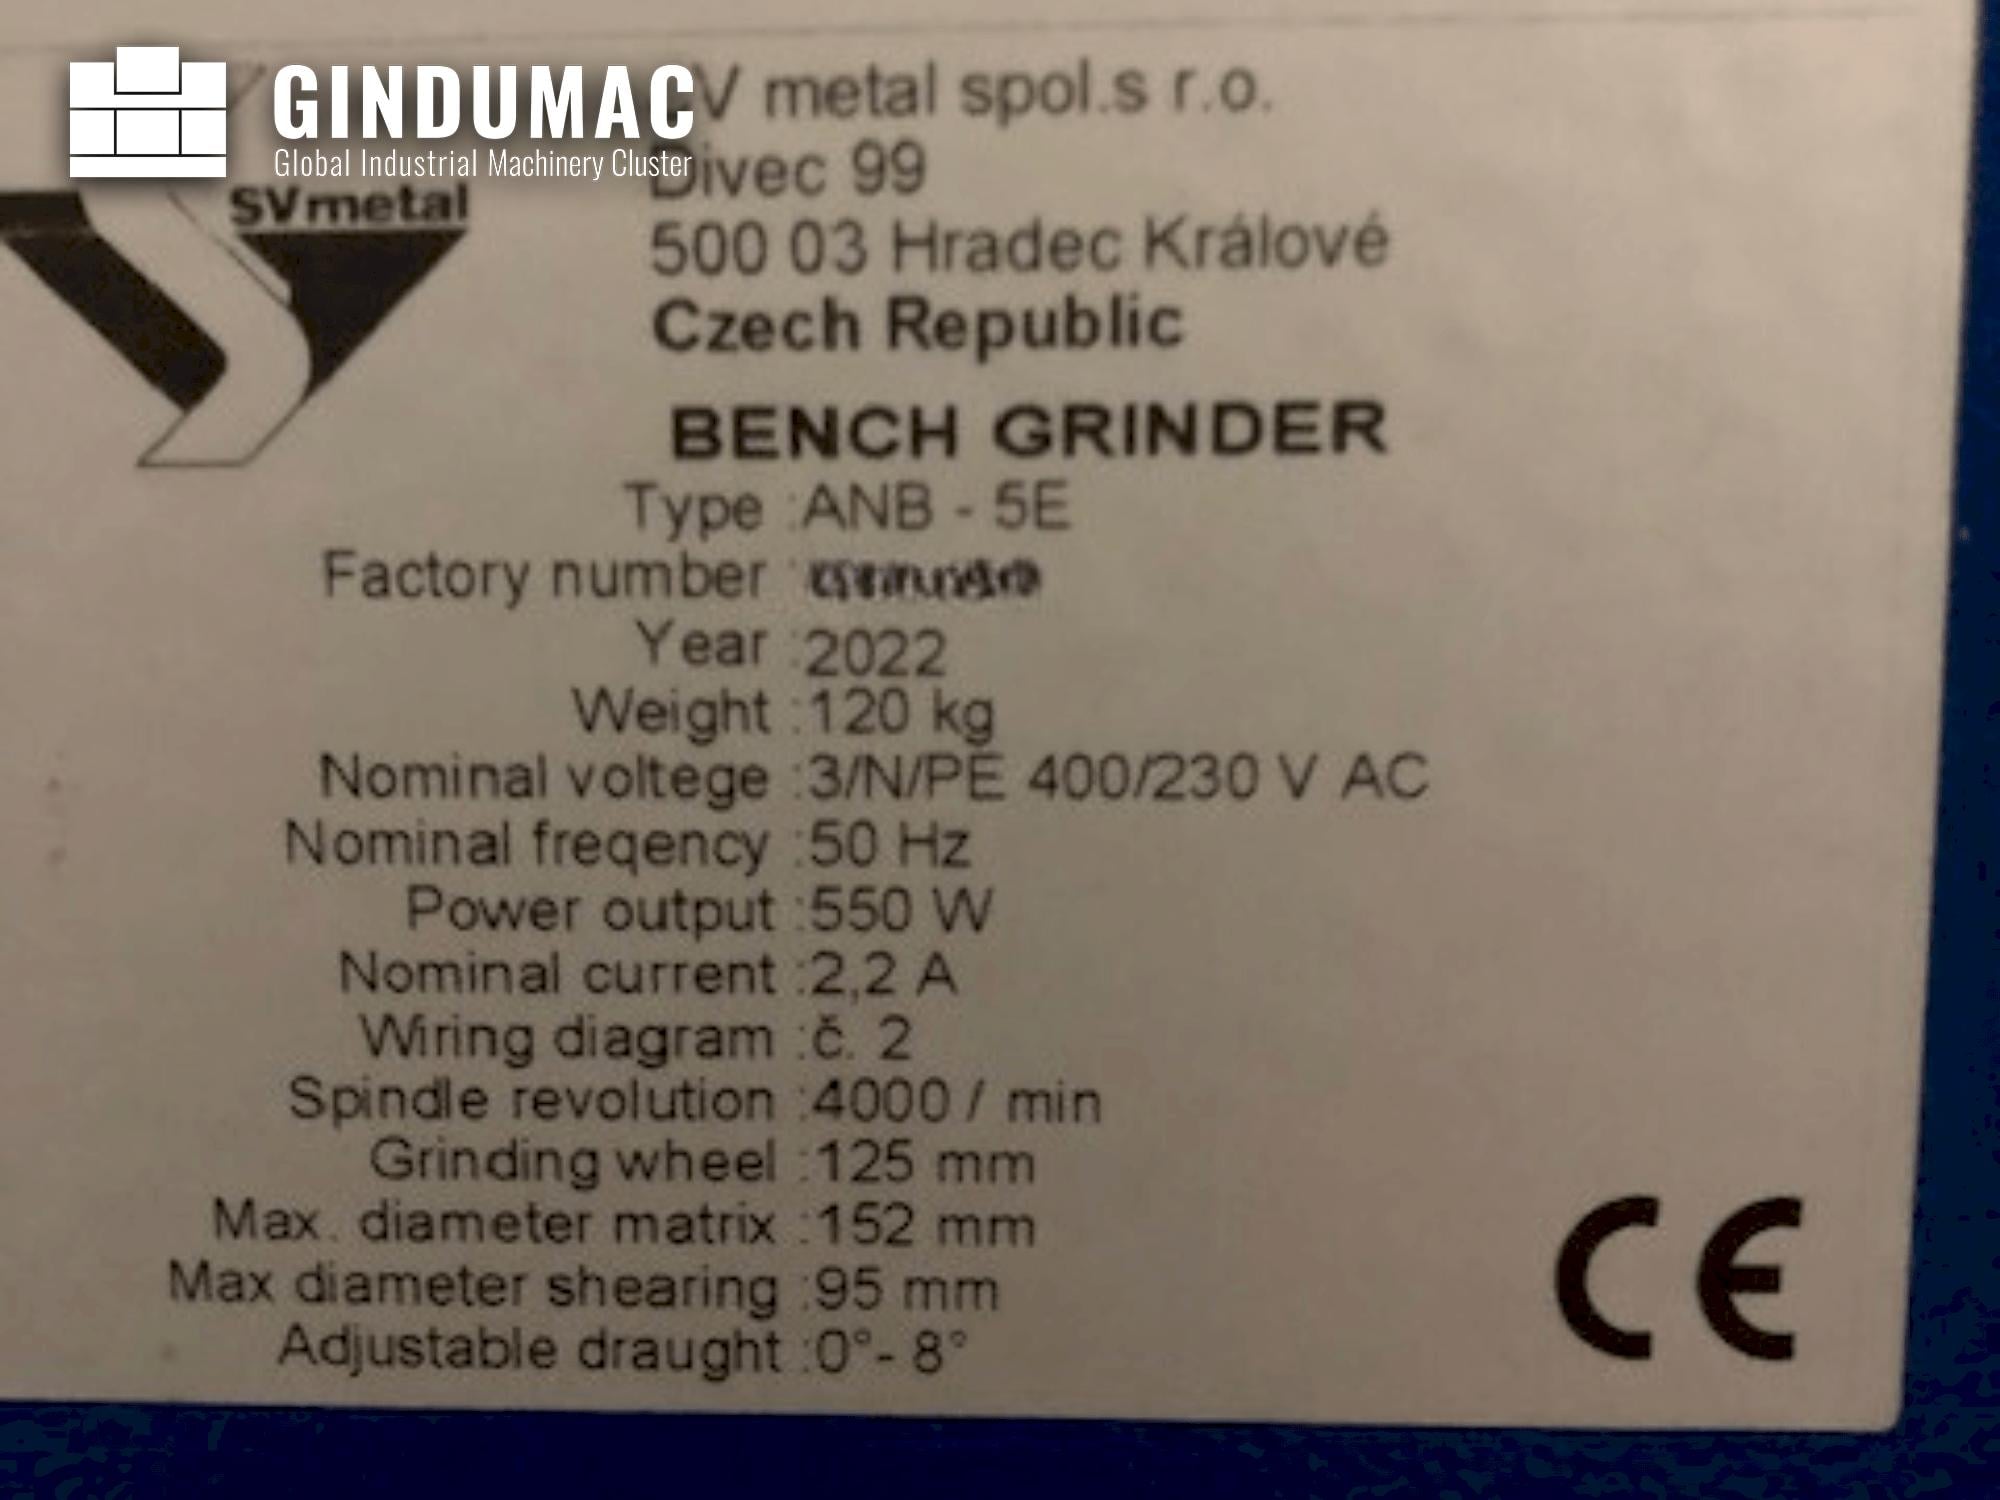 GINDUMAC
Global Industrial Machinery Cluster
SVmetal
V metal spol.s r.o.
Divec 99
500 03 Hradec Králové
Czech Republic
BENCH GRINDER
Type :ANB - 5E
Factory number :
Year :2022
Weight :120 kg
Nominal voltege :3/N/PE 400/230 V AC
Nominal freqency :50 Hz
Power output :550 W
Nominal current :2,2 A
Wiring diagram :č. 2
Spindle revolution :4000 / min
Grinding wheel :125 mm
Max. diameter matrix :152 mm
Max diameter shearing :95 mm
Adjustable draught :0°- 8°
CE